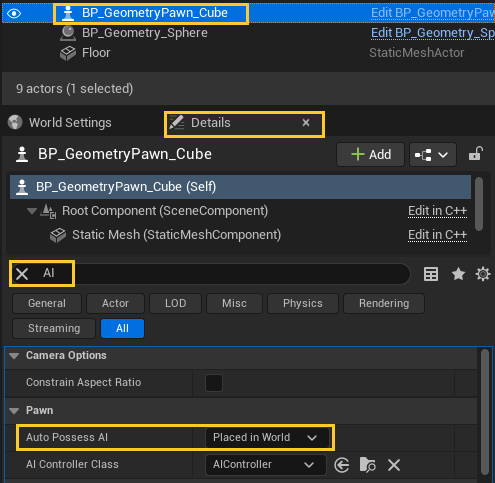 BP_GeometryPawn_Cube Edit BP_GeometryPaw
BP_Geometry_Sphere Edit BP_Geometry_Sp
Floor StaticMeshActor
9 actors (1 selected)
World Settings Details ×
BP_GeometryPawn_Cube + Add
BP_GeometryPawn_Cube (Self)
Root Component (SceneComponent) Edit in C++
Static Mesh (StaticMeshComponent) Edit in C++
AI
General Actor LOD Misc Physics Rendering
Streaming All
Camera Options
Constrain Aspect Ratio
Pawn
Auto Possess AI Placed in World
AI Controller Class AIController